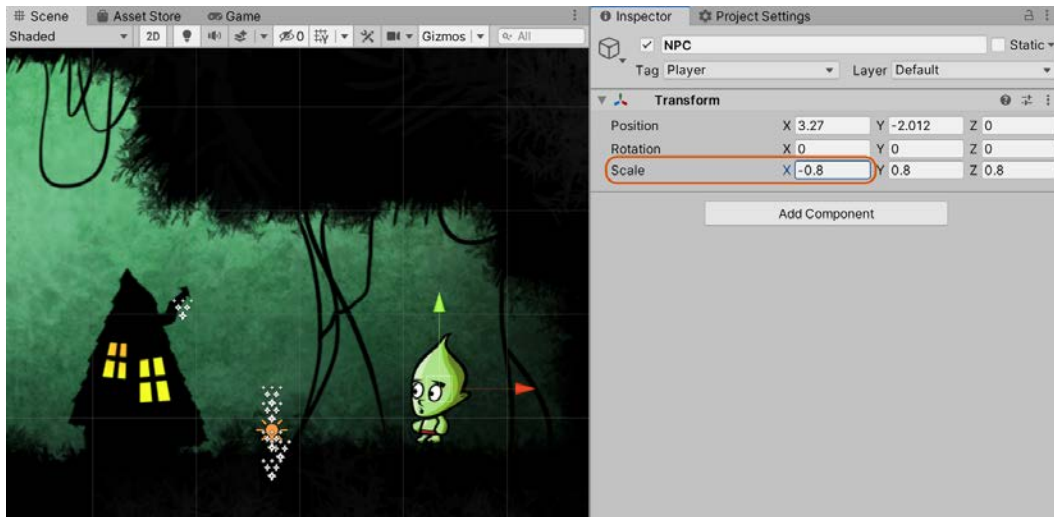 Scene Asset Store Game Inspector Project Settings
Shaded 2D 0 Gizmos All NPC Static
Tag Player Layer Default
Transform
Position X 3.27 Y -2.012 Z 0
Rotation X 0 Y 0 Z 0
Scale X -0.8 Y 0.8 Z 0.8
Add Component